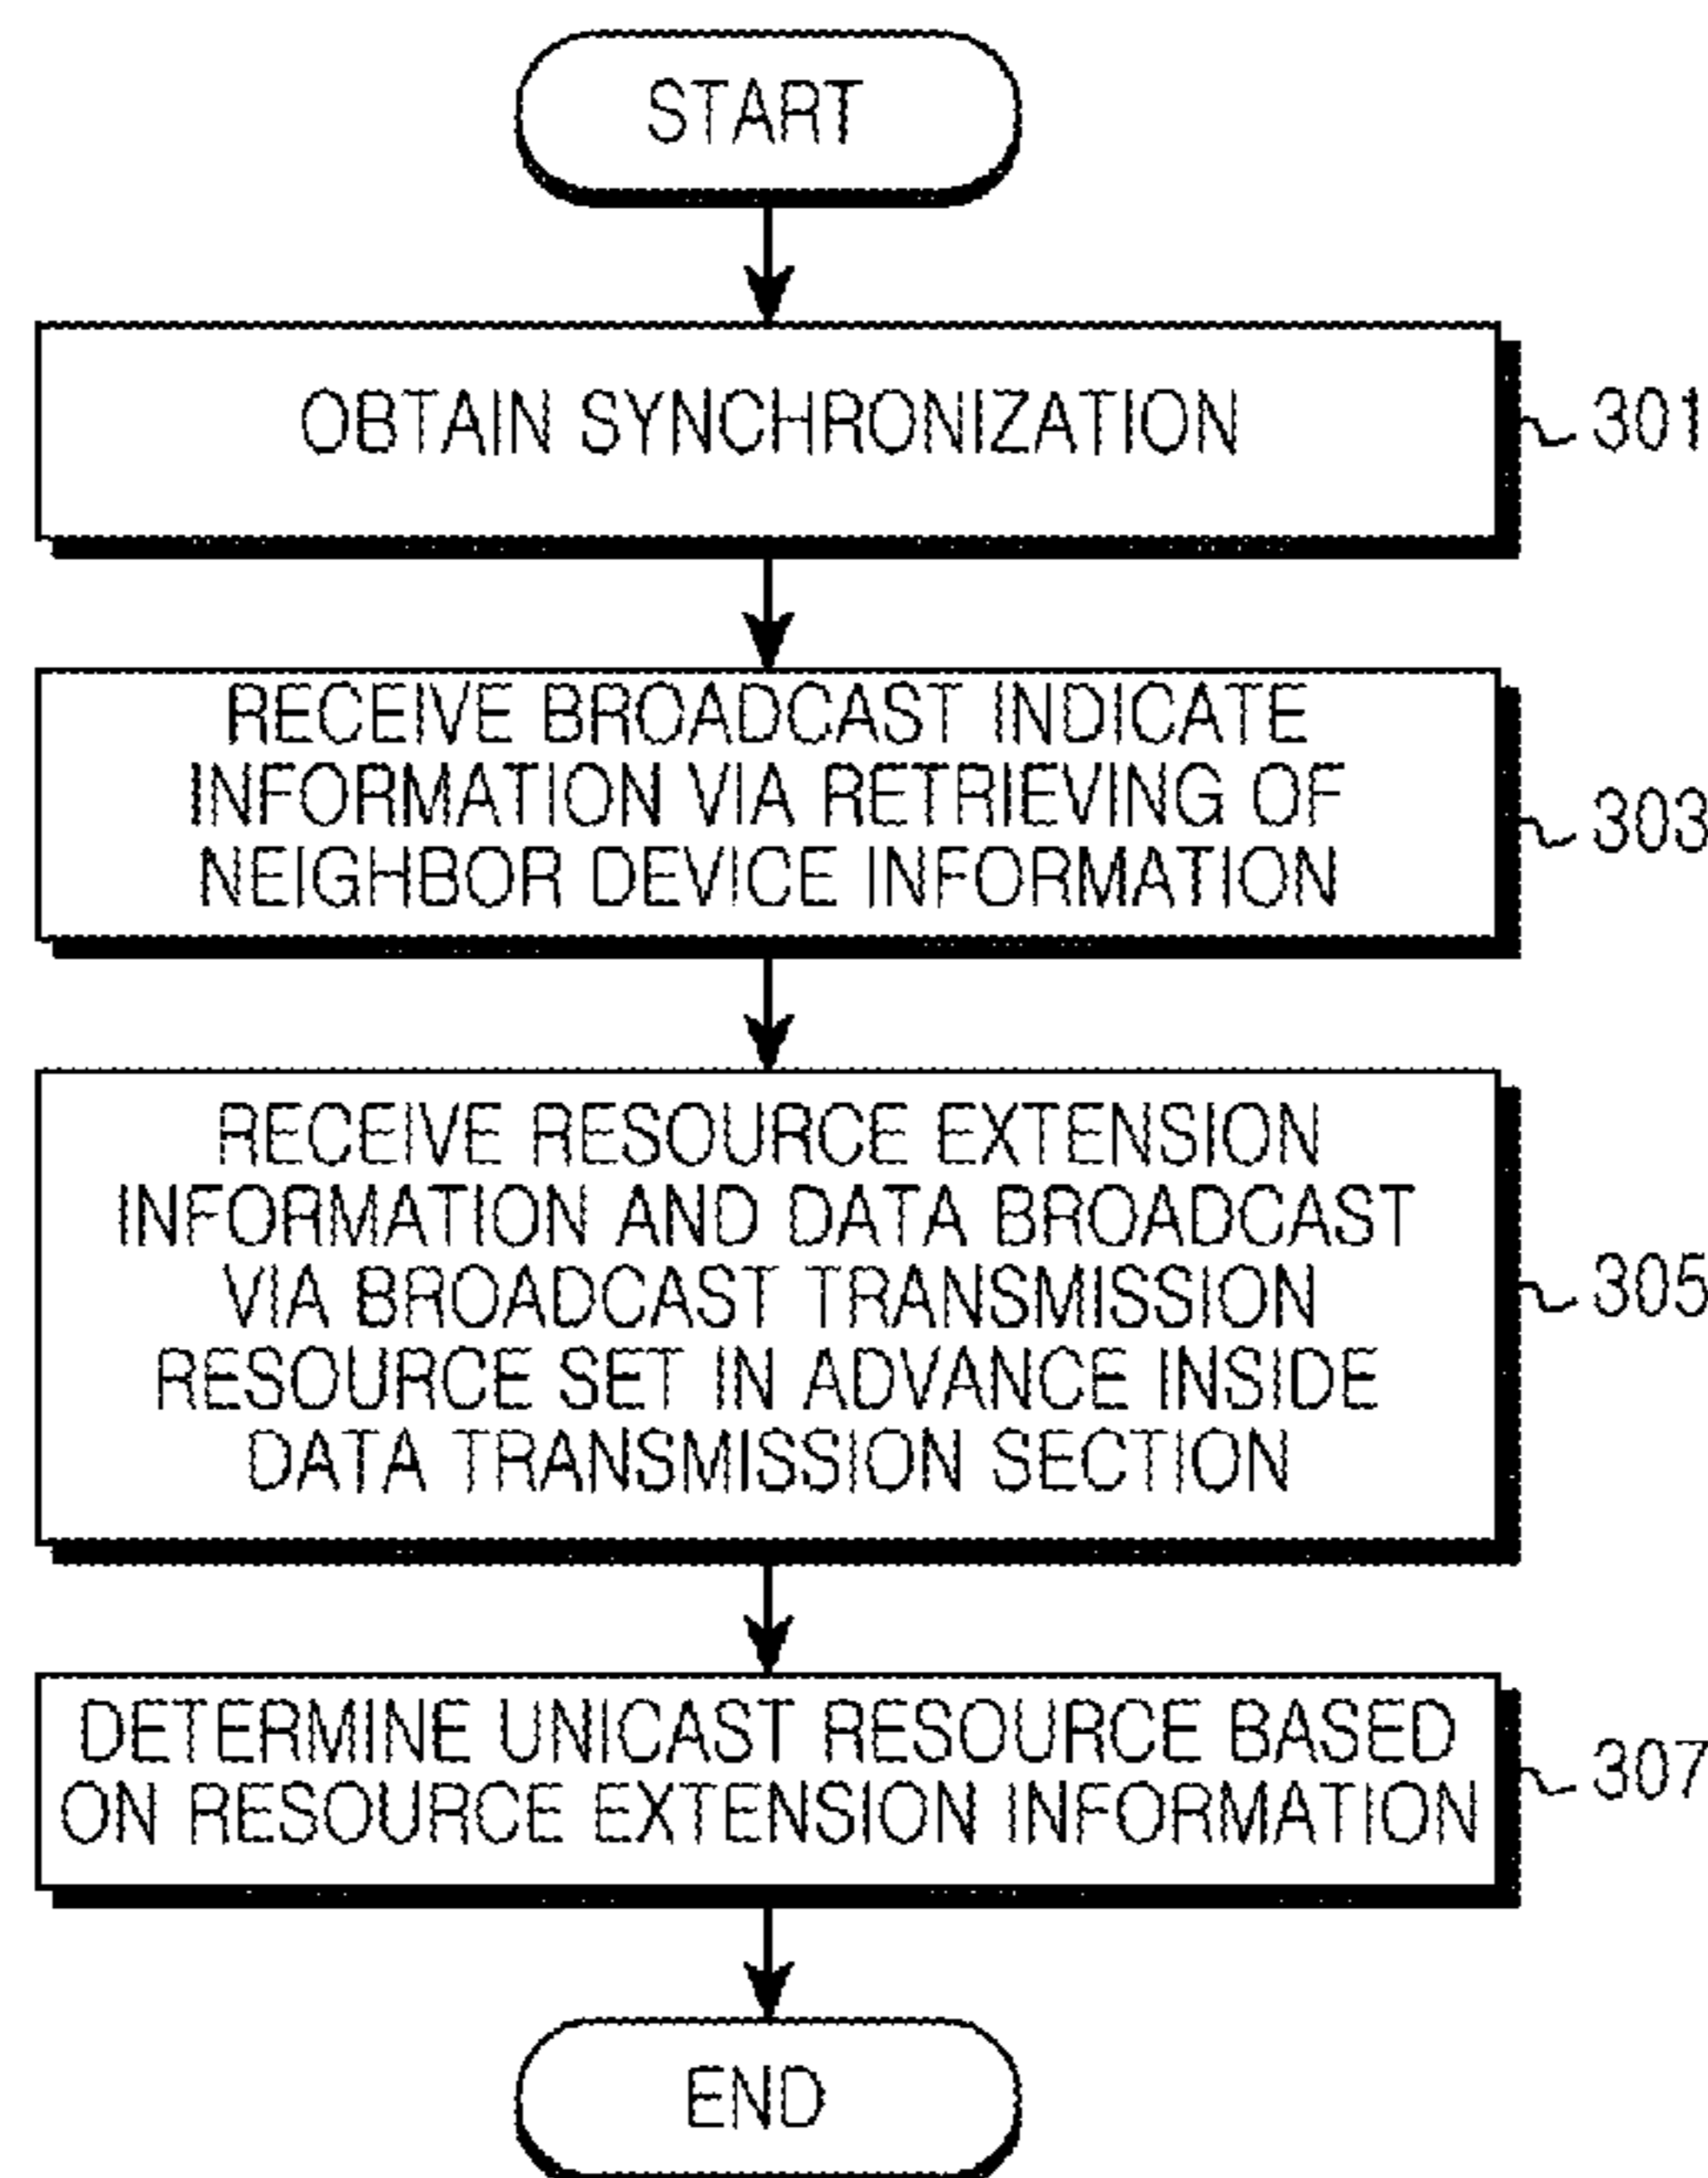 START
OBTAIN SYNCHRONIZATION
301
RECEIVE BROADCAST INDICATE
INFORMATION VIA RETRIEVING OF
NEIGHBOR DEVICE INFORMATION
303
RECEIVE RESOURCE EXTENSION
INFORMATION AND DATA BROADCAST
VIA BROADCAST TRANSMISSION
RESOURCE SET IN ADVANCE INSIDE
DATA TRANSMISSION SECTION
305
DETERMINE UNICAST RESOURCE BASED
ON RESOURCE EXTENSION INFORMATION
307
END